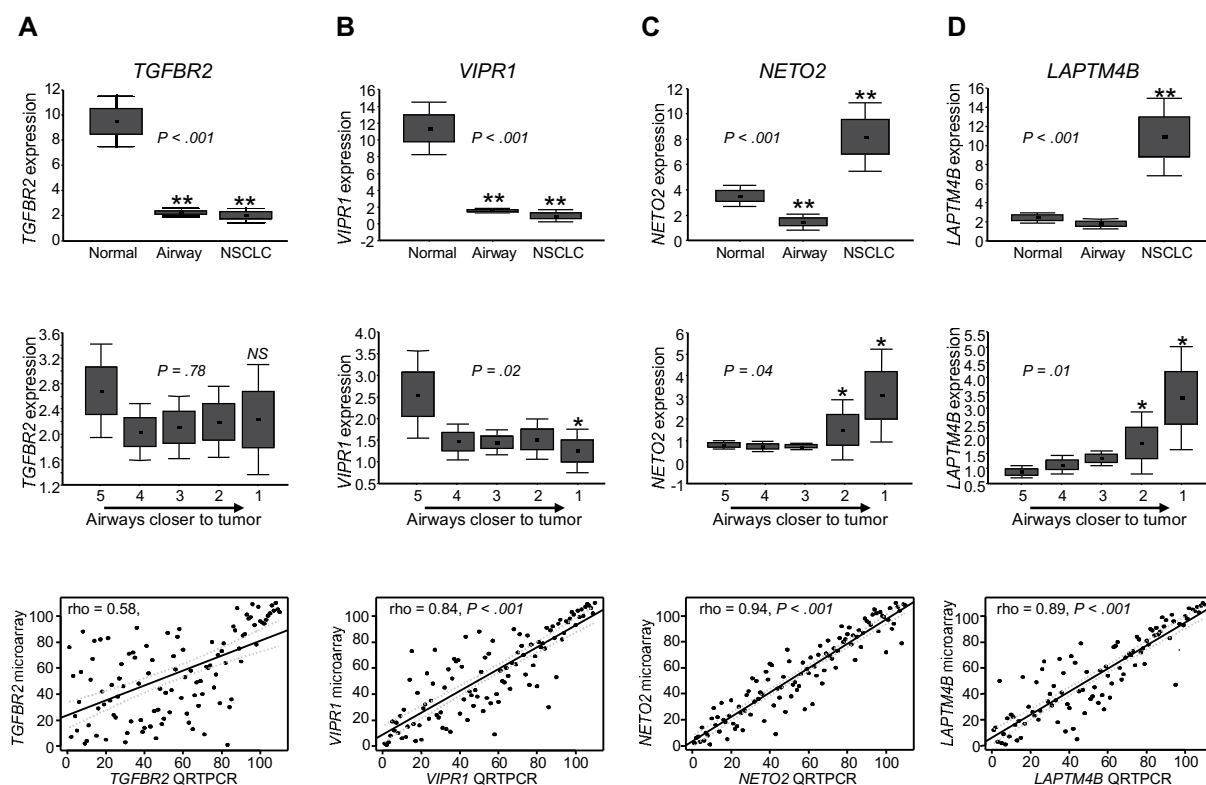 A
B
C
D
TGFBR2
VIPR1
NETO2
LAPTM4B
TGFBR2 expression
12
10
8
6
4
2
0
P < .001
**
**
Normal Airway NSCLC
VIPR1 expression
16
14
12
10
8
6
4
2
0
-2
P < .001
**
**
Normal Airway NSCLC
NETO2 expression
12
10
8
6
4
2
0
P < .001
**
**
Normal Airway NSCLC
LAPTM4B expression
16
14
12
10
8
6
4
2
0
P < .001
**
Normal Airway NSCLC
TGFBR2 expression
3.6
3.2
2.8
2.4
2.0
1.6
1.2
P = .78
NS
5 4 3 2 1
Airways closer to tumor
VIPR1 expression
4.0
3.5
3.0
2.5
2.0
1.5
1.0
0.5
P = .02
*
5 4 3 2 1
Airways closer to tumor
NETO2 expression
6
5
4
3
2
1
0
-1
P = .04
*
*
5 4 3 2 1
Airways closer to tumor
LAPTM4B expression
5.5
5.0
4.5
4.0
3.5
3.0
2.5
2.0
1.5
1.0
0.5
P = .01
*
*
5 4 3 2 1
Airways closer to tumor
TGFBR2 microarray
100
80
60
40
20
0
rho = 0.58,
0 20 40 60 80 100
TGFBR2 QRTPCR
VIPR1 microarray
100
80
60
40
20
0
rho = 0.84, P < .001
0 20 40 60 80 100
VIPR1 QRTPCR
NETO2 microarray
100
80
60
40
20
0
rho = 0.94, P < .001
0 20 40 60 80 100
NETO2 QRTPCR
LAPTM4B microarray
100
80
60
40
20
0
rho = 0.89, P < .001
0 20 40 60 80 100
LAPTM4B QRTPCR